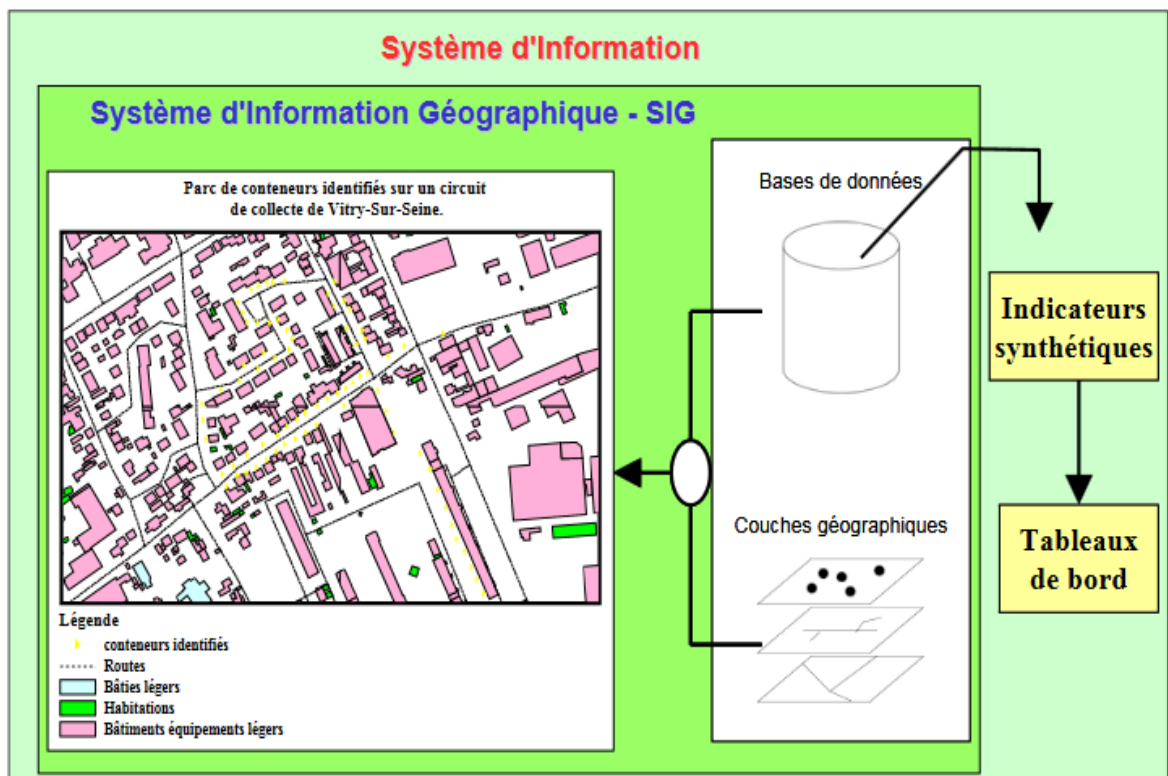 Système d'Information
Système d'Information Géographique - SIG
Parc de conteneurs identifiés sur un circuit
de collecte de Vitry-Sur-Seine.
Légende
conteneurs identifiés
Routes
Bâties légers
Habitations
Bâtiments équipements légers
Bases de données
Couches géographiques
Indicateurs
synthétiques
Tableaux
de bord